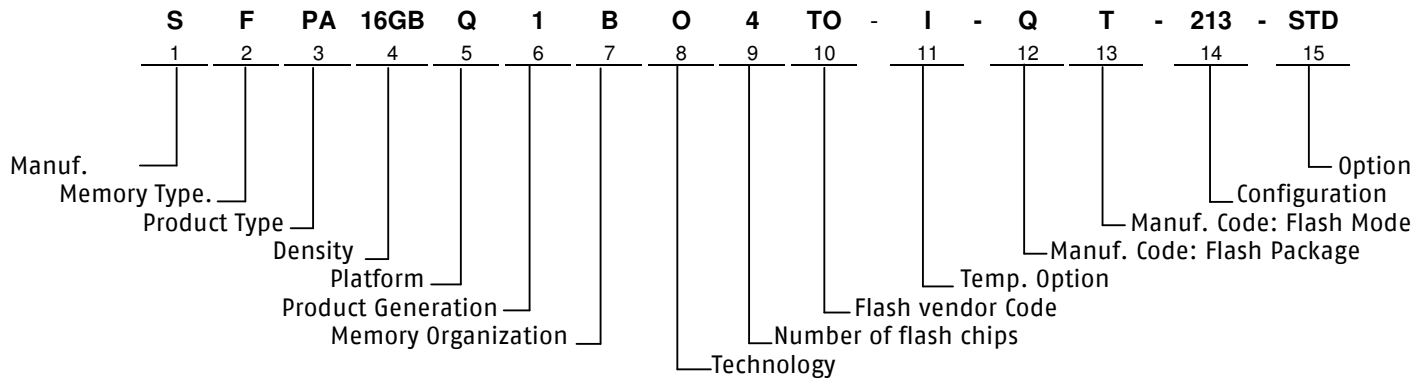 S F PA 16GB Q 1 B O 4 TO - I - Q T - 213 - STD
1 2 3 4 5 6 7 8 9 10 11 12 13 14 15
Manuf. Option
Memory Type. Configuration
Product Type Manuf. Code: Flash Mode
Density Manuf. Code: Flash Package
Platform Temp. Option
Product Generation Flash vendor Code
Memory Organization Number of flash chips
Technology